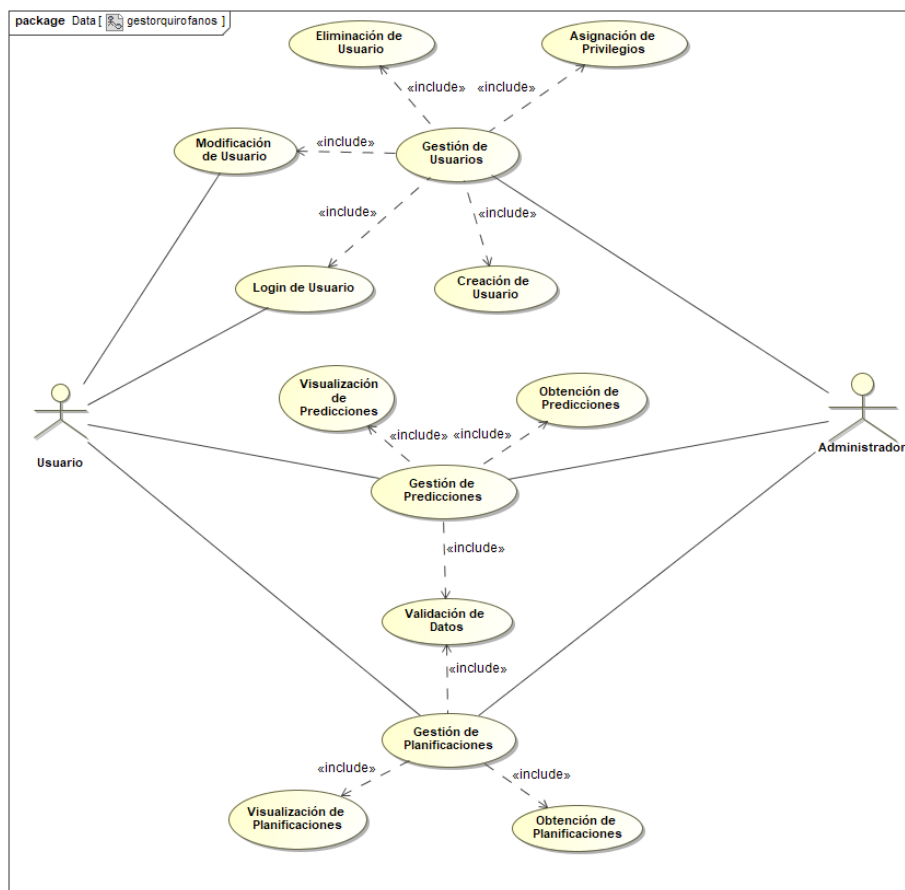 package Data [ gestorquirofanos ]
Eliminación de
Usuario
Asignación de
Privilegios
«include»
«include»
Modificación
de Usuario
«include»
Gestión de
Usuarios
«include»
«include»
Login de Usuario
Creación de
Usuario
Visualización
de
Predicciones
Obtención de
Predicciones
«include»
«include»
Usuario
Administrador
Gestión de
Predicciones
«include»
Validación de
Datos
«include»
Gestión de
Planificaciones
«include»
«include»
Visualización de
Planificaciones
Obtención de
Planificaciones